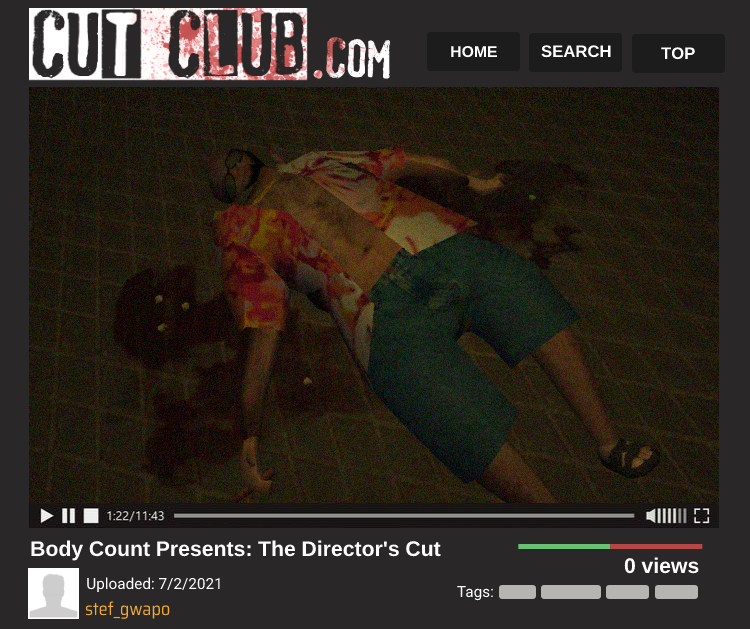 CUT CLUB.COM
HOME SEARCH TOP
1:22/11:43
Body Count Presents: The Director's Cut
0 views
Uploaded: 7/2/2021
Tags:
stef_gwapo